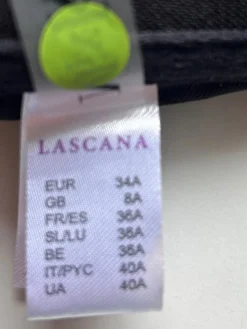 LASCANA
EUR 34A
GB 8A
FR/ES 36A
SL/LU 36A
BE 36A
IT/PYC 40A
UA 40A